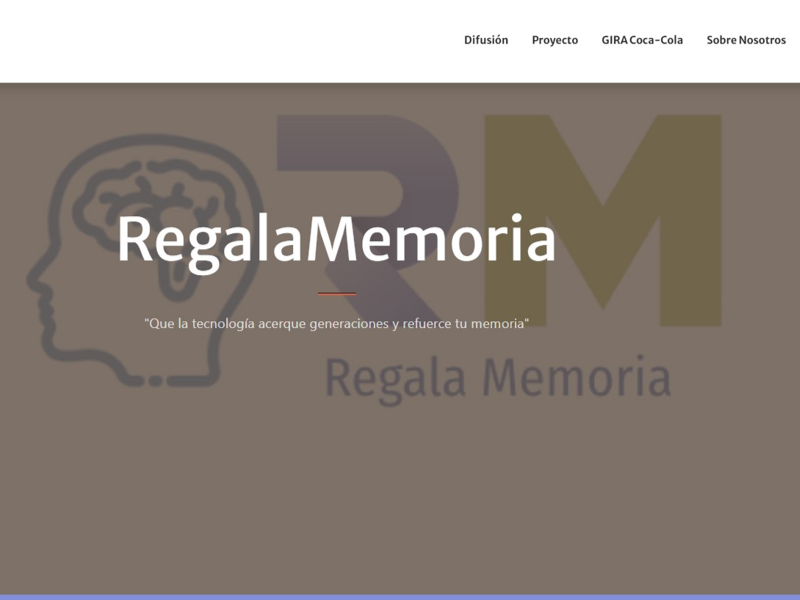 Difusión Proyecto GIRA Coca-Cola Sobre Nosotros
RM
RegalaMemoria
"Que la tecnología acerque generaciones y refuerce tu memoria"
Regala Memoria